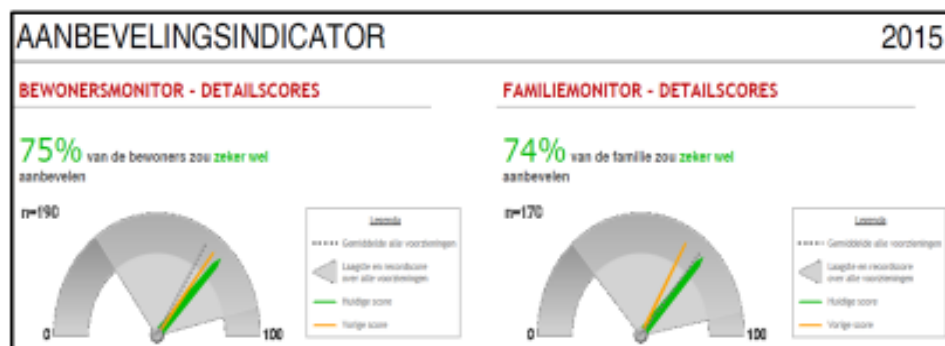 AANBEVELINGSINDICATOR 2015
BEWONERSMONITOR - DETAILSCORES
75% van de bewoners zou zeker wel
aanbevelen
n=190
Legenda
Gemiddelde alle voorzieningen
Laagste en recordscore
over alle voorzieningen
Huidige score
Vorige score
0 100
FAMILIEMONITOR - DETAILSCORES
74% van de familie zou zeker wel
aanbevelen
n=170
Legenda
Gemiddelde alle voorzieningen
Laagste en recordscore
over alle voorzieningen
Huidige score
Vorige score
0 100